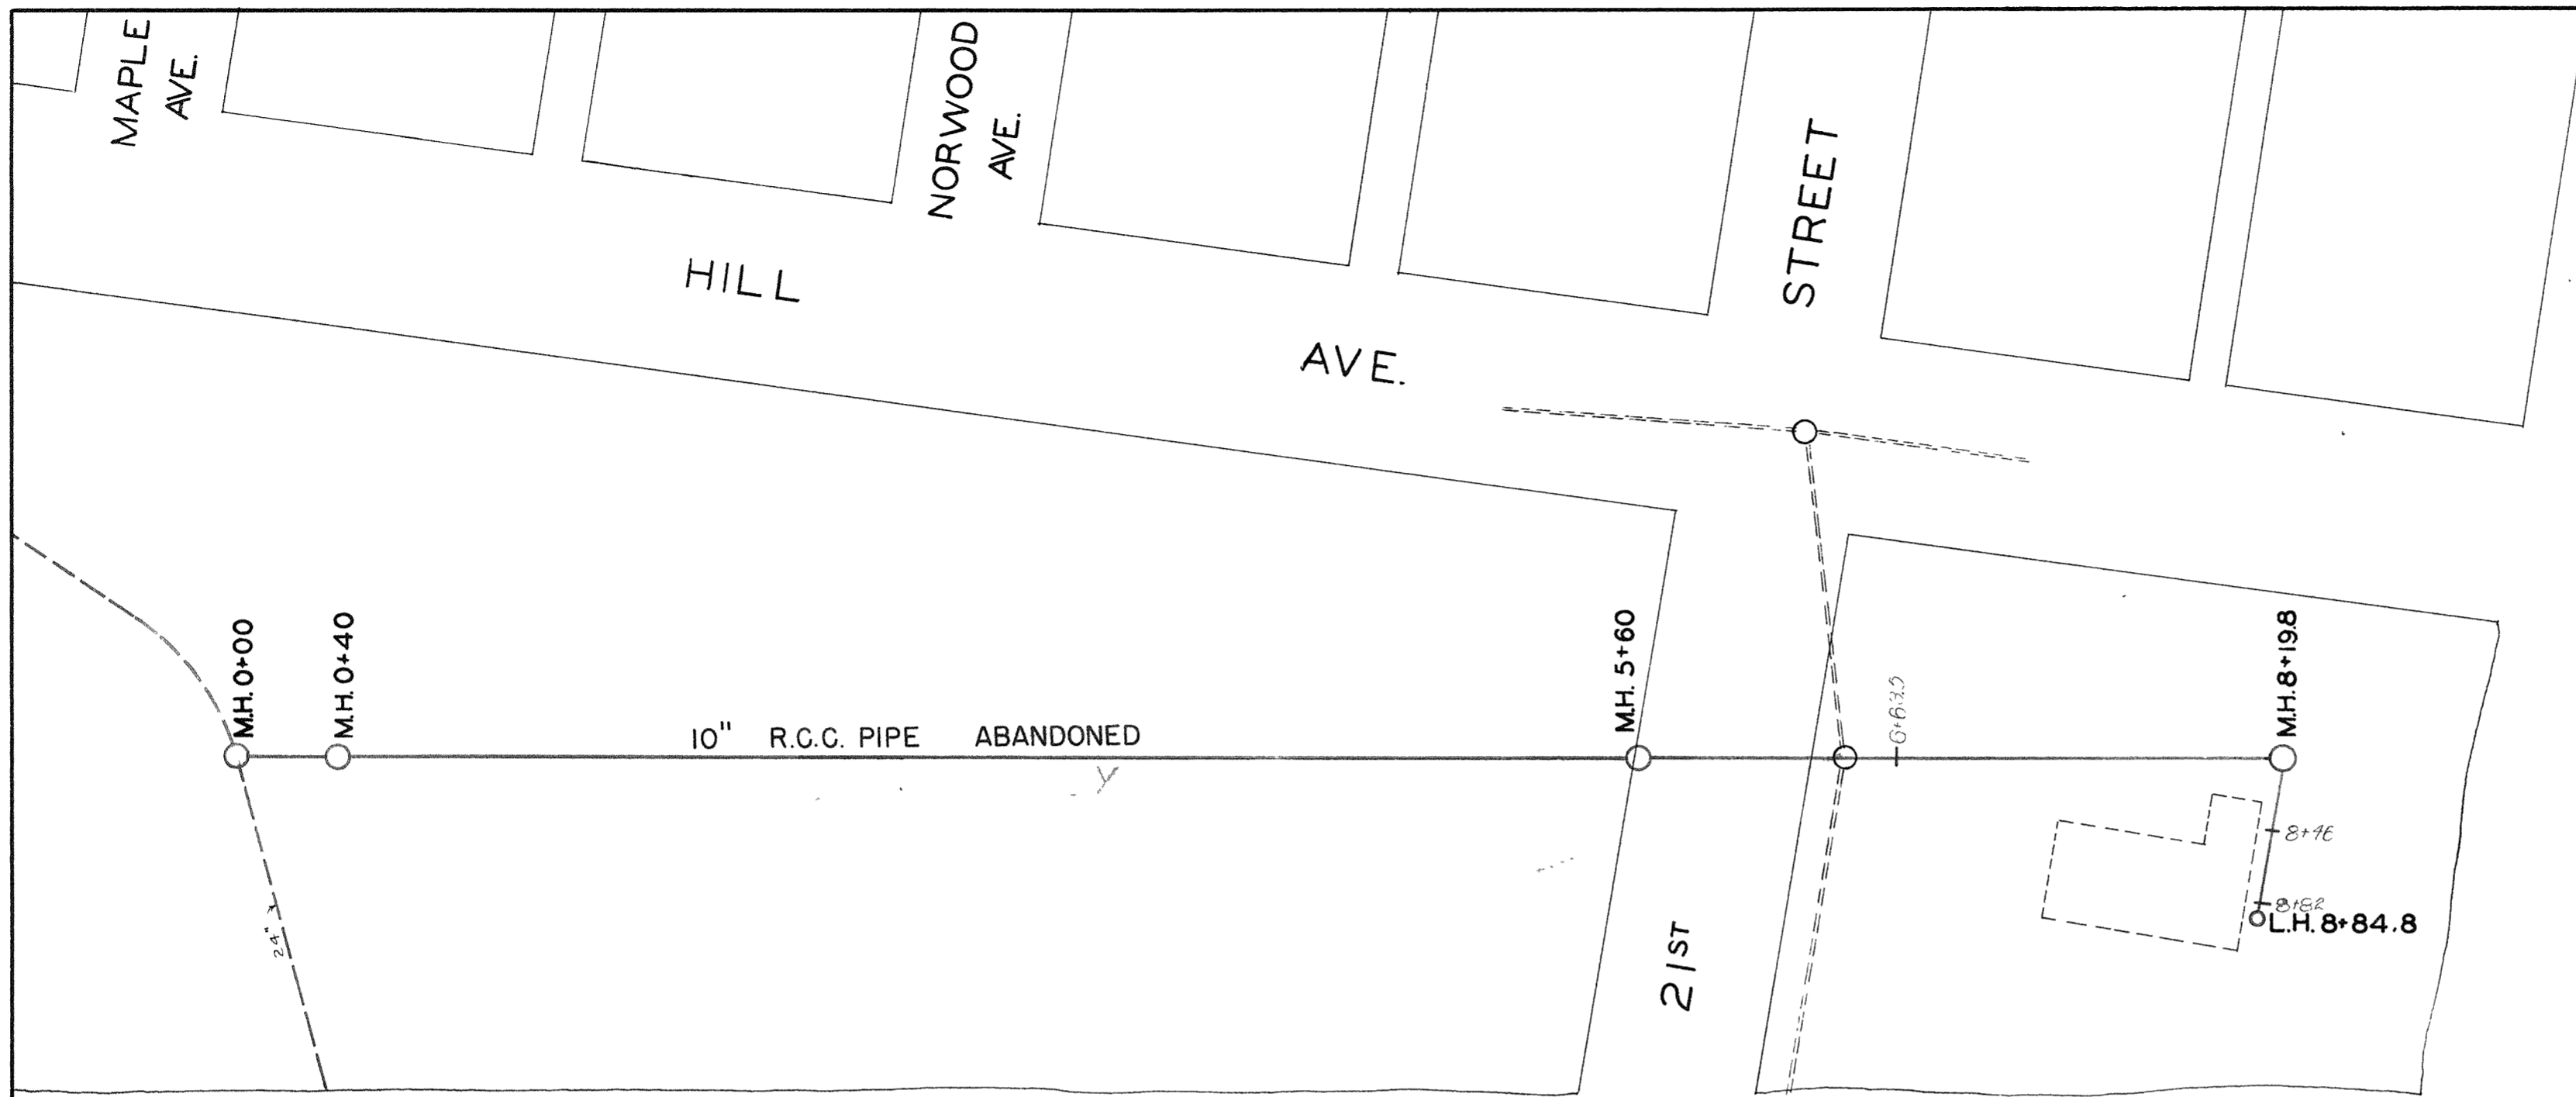 MAPLE
AVE.
NORWOOD
AVE.
HILL
AVE.
STREET
M.H. 0+00
M.H. 0+40
10" R.C.C. PIPE ABANDONED
M.H. 5+60
6+63.5
M.H. 8+19.8
8+46
8+82
L.H. 8+84.8
24"
21ST